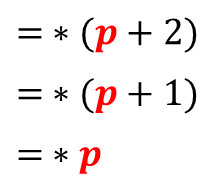 = ∗ (p + 2)
= ∗ (p + 1)
= ∗ p